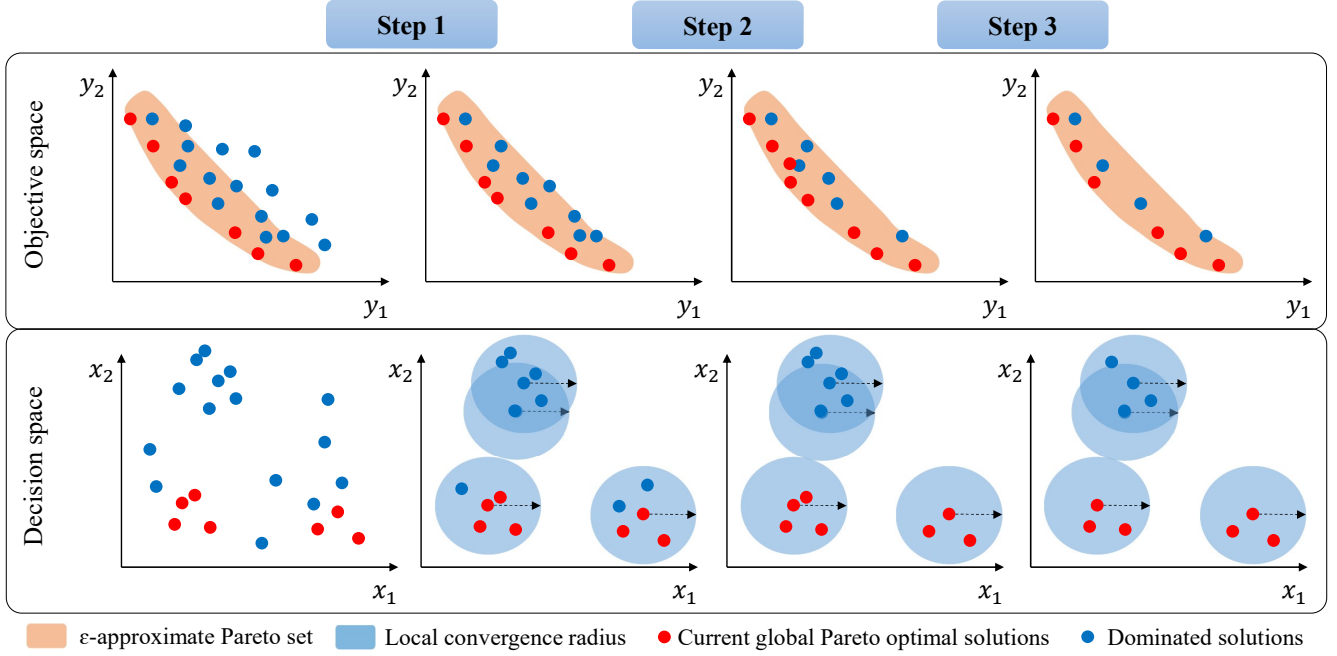 Step 1
Step 2
Step 3
Objective space
y₂
y₁
y₂
y₁
y₂
y₁
y₂
y₁
Decision space
x₂
x₁
x₂
x₁
x₂
x₁
x₂
x₁
ε-approximate Pareto set
Local convergence radius
Current global Pareto optimal solutions
Dominated solutions